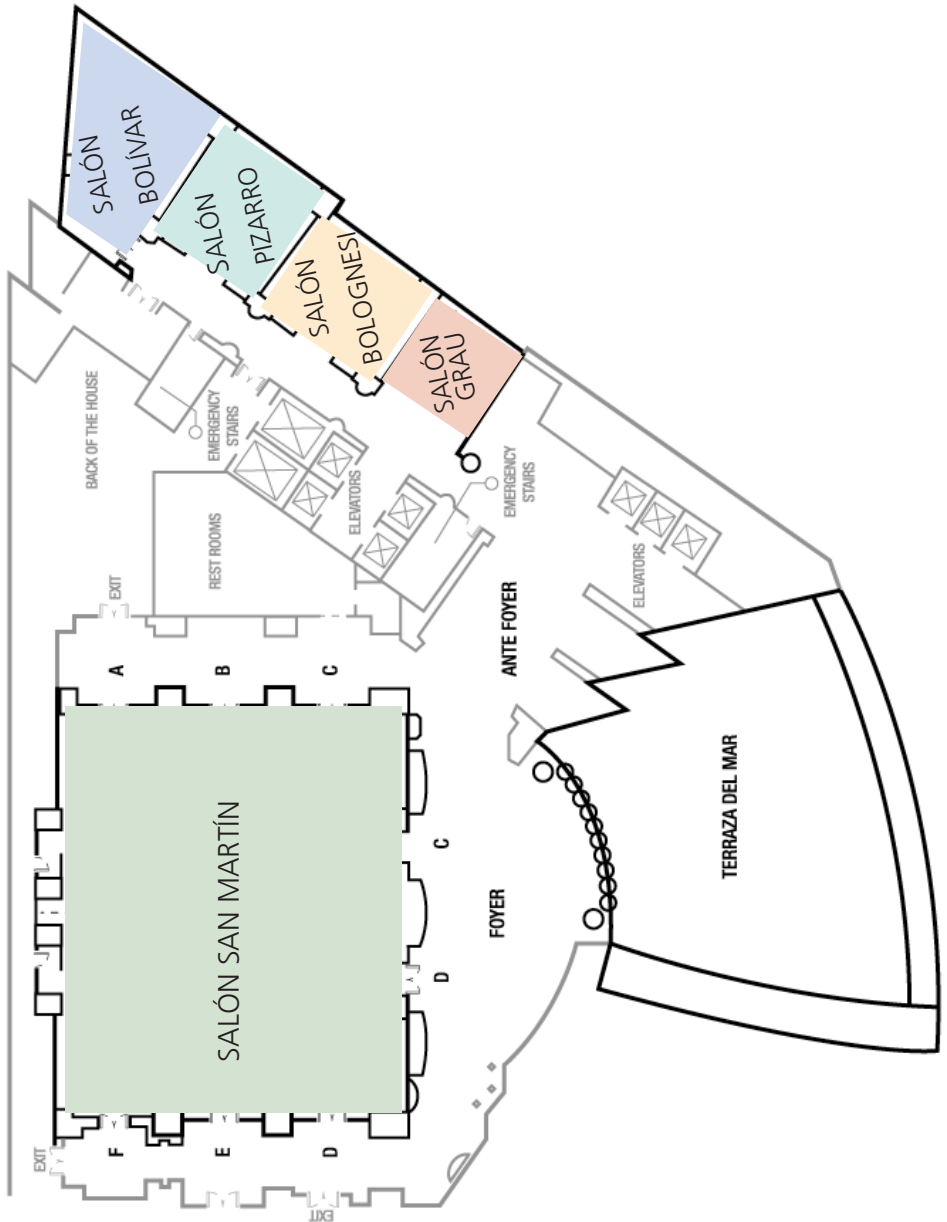 SALÓN
BOLÍVAR
SALÓN
PIZARRO
SALÓN
BOLOGNESI
SALÓN
GRAU
BACK OF THE HOUSE
EMERGENCY
STAIRS
ELEVATORS
REST ROOMS
EMERGENCY
STAIRS
ELEVATORS
EXIT
ANTE FOYER
A
B
C
SALÓN SAN MARTÍN
C
D
FOYER
TERRAZA DEL MAR
F
E
D
EXIT
EXIT